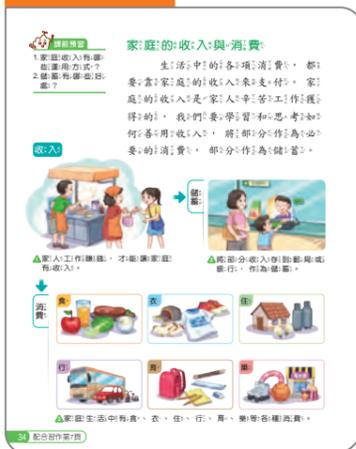 課前預習
1.家庭收入有哪
些運用方式？
2.儲蓄有哪些好
處？
家庭的收入與消費
生活中的各項消費，都
要靠家庭的收入來支付。家
庭的收入是家人辛苦工作獲
得的，我們要學習和思考如
何善用收入，將部分作為必
要的消費，部分作為儲蓄。
收入
儲蓄
家人工作賺錢，才能讓家庭
有收入。
將部分收入存到郵局或
銀行，作為儲蓄。
消費
食
衣
住
行
育
樂
家庭生活中有食、衣、住、行、育、樂等各種消費。
34 配合習作第7頁